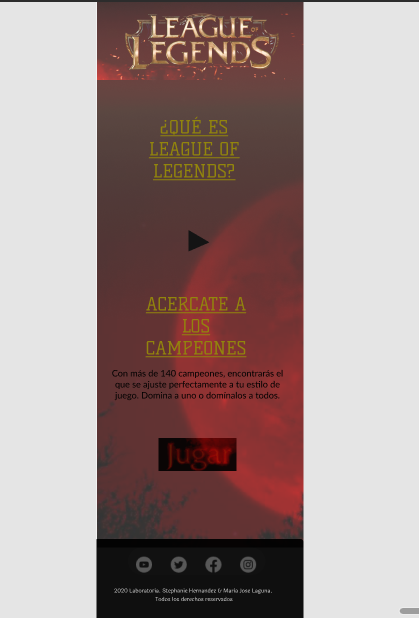 LEAGUE OF
LEGENDS
¿QUÉ ES
LEAGUE OF
LEGENDS?
ACERCATE A
LOS
CAMPEONES
Con más de 140 campeones, encontrarás el
que se ajuste perfectamente a tu estilo de
juego. Domina a uno o domínalos a todos.
Jugar
2020 Laboratoria. Stephanie Hernandez & María Jose Laguna.
Todos los derechos reservados.